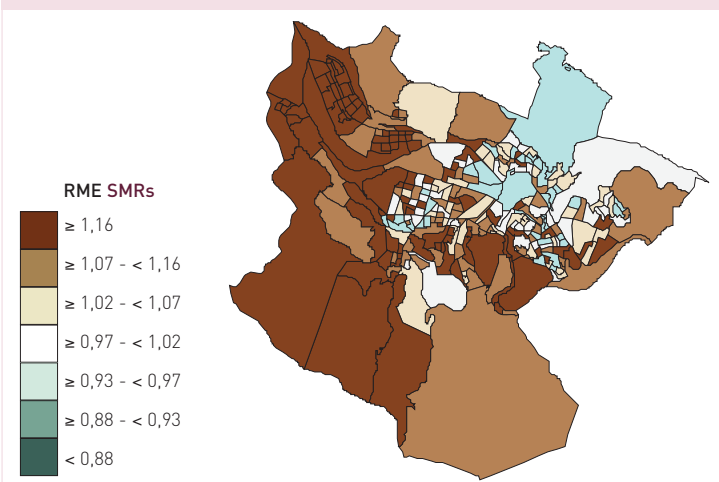 RME SMRs
≥ 1,16
≥ 1,07 - < 1,16
≥ 1,02 - < 1,07
≥ 0,97 - < 1,02
≥ 0,93 - < 0,97
≥ 0,88 - < 0,93
< 0,88